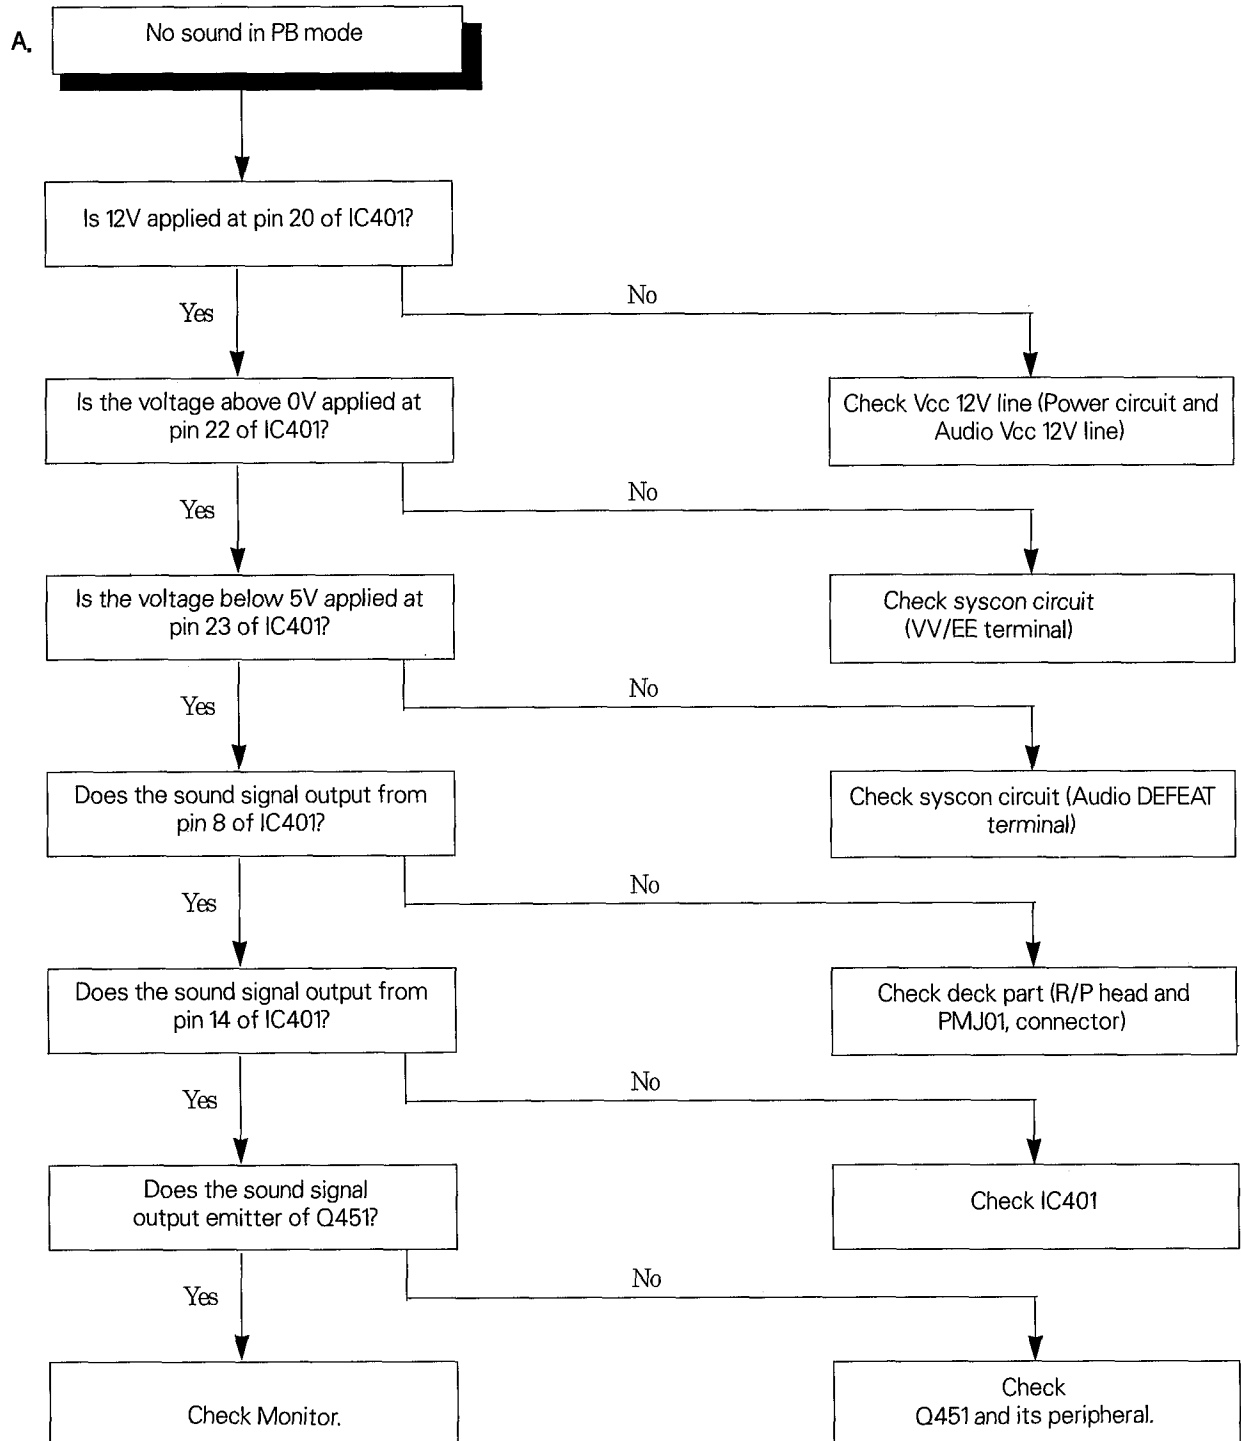 A.
No sound in PB mode
Is 12V applied at pin 20 of IC401?
Yes
No
Is the voltage above 0V applied at
pin 22 of IC401?
Check Vcc 12V line (Power circuit and
Audio Vcc 12V line)
Yes
No
Is the voltage below 5V applied at
pin 23 of IC401?
Check syscon circuit
(VV/EE terminal)
Yes
No
Does the sound signal output from
pin 8 of IC401?
Check syscon circuit (Audio DEFEAT
terminal)
Yes
No
Does the sound signal output from
pin 14 of IC401?
Check deck part (R/P head and
PMJ01, connector)
Yes
No
Does the sound signal
output emitter of Q451?
Check IC401
Yes
No
Check Monitor.
Check
Q451 and its peripheral.